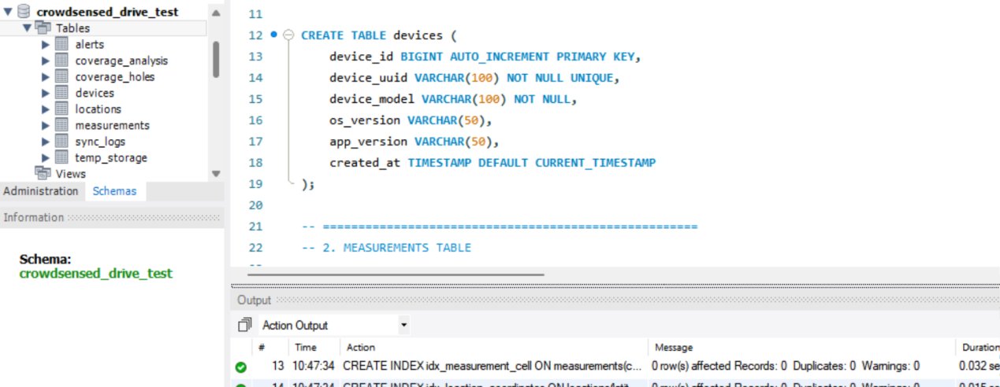 crowdsensed_drive_test
Tables
alerts
coverage_analysis
coverage_holes
devices
locations
measurements
sync_logs
temp_storage
Views
Administration Schemas
Information
Schema:
crowdsensed_drive_test
11
12 CREATE TABLE devices (
13 device_id BIGINT AUTO_INCREMENT PRIMARY KEY,
14 device_uuid VARCHAR(100) NOT NULL UNIQUE,
15 device_model VARCHAR(100) NOT NULL,
16 os_version VARCHAR(50),
17 app_version VARCHAR(50),
18 created_at TIMESTAMP DEFAULT CURRENT_TIMESTAMP
19 );
20
21 -- =====================================================
22 -- 2. MEASUREMENTS TABLE
Output
Action Output
# Time Action Message Duration
13 10:47:34 CREATE INDEX idx_measurement_cell ON measurements(c... 0 row(s) affected Records: 0 Duplicates: 0 Warnings: 0 0.032 se
14 10:47:34 CREATE INDEX idx_location_coordinates ON locations(latit... 0 row(s) affected Records: 0 Duplicates: 0 Warnings: 0 0.015 se